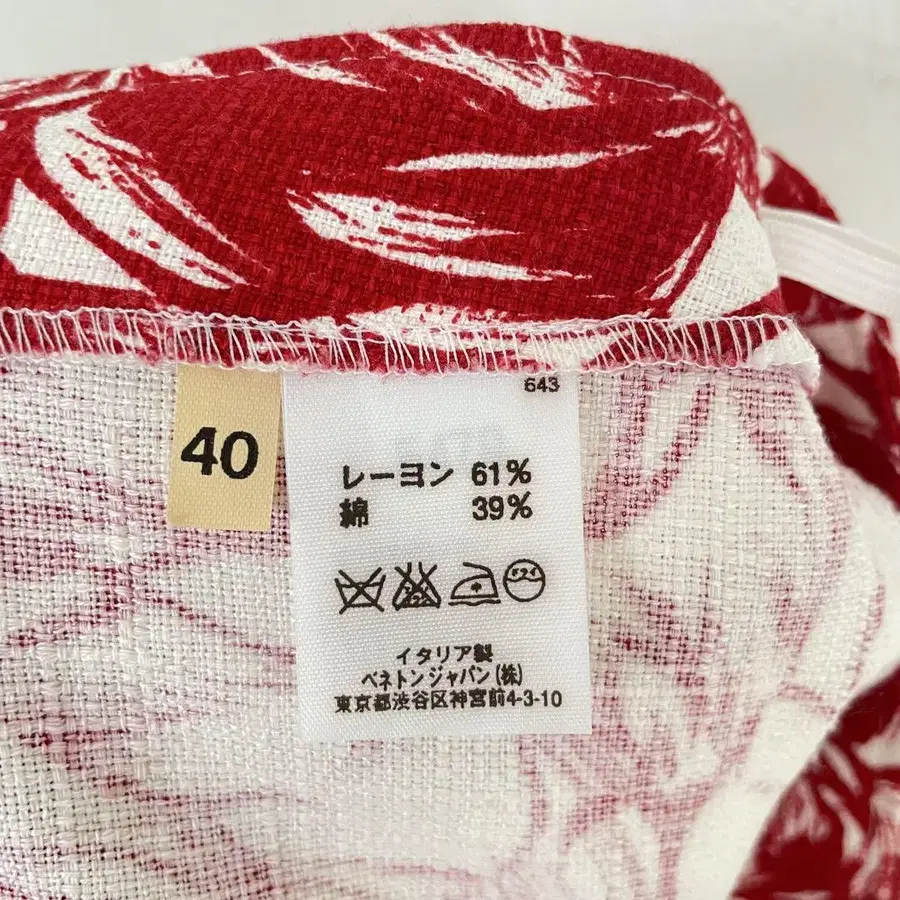 40
643
レーヨン 61%
綿 39%
イタリア製
ベネトンジャパン(株)
東京都渋谷区神宮前4-3-10